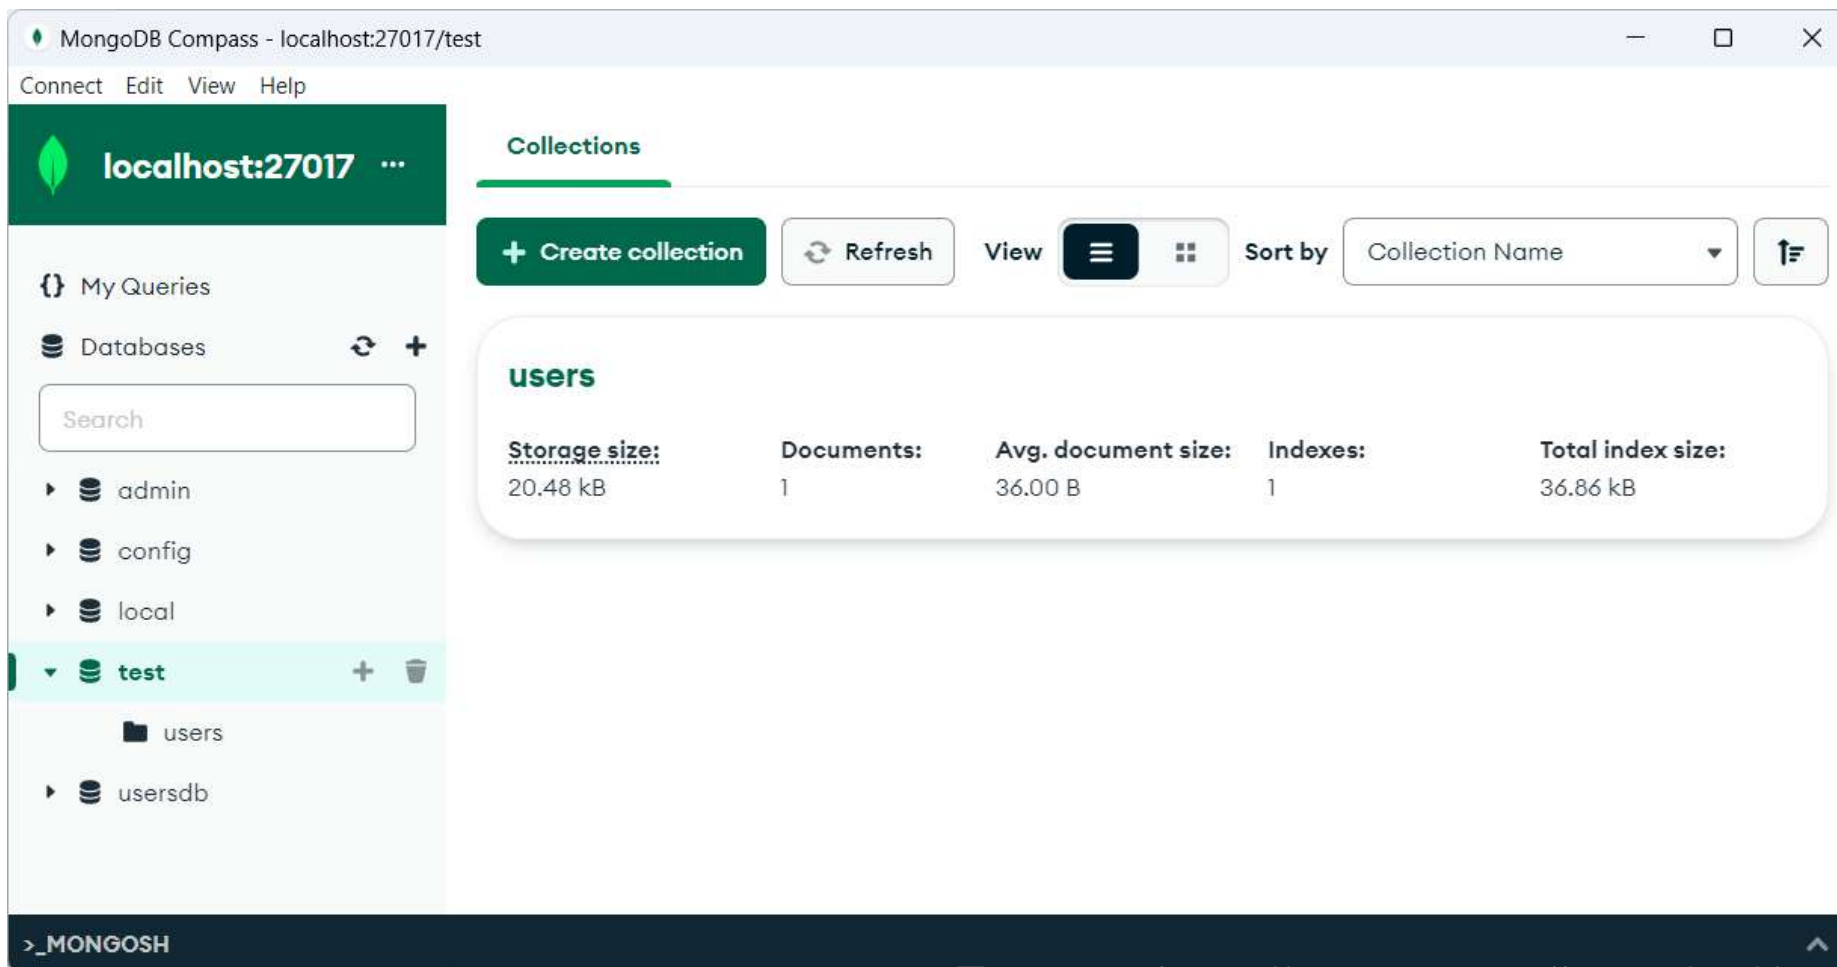 MongoDB Compass - localhost:27017/test
Connect Edit View Help
localhost:27017 ...
{} My Queries
Databases
Search
admin
config
local
test
users
usersdb
Collections
Create collection Refresh View Sort by Collection Name
users
Storage size: Documents: Avg. document size: Indexes: Total index size:
20.48 kB 1 36.00 B 1 36.86 kB
>_MONGOSH